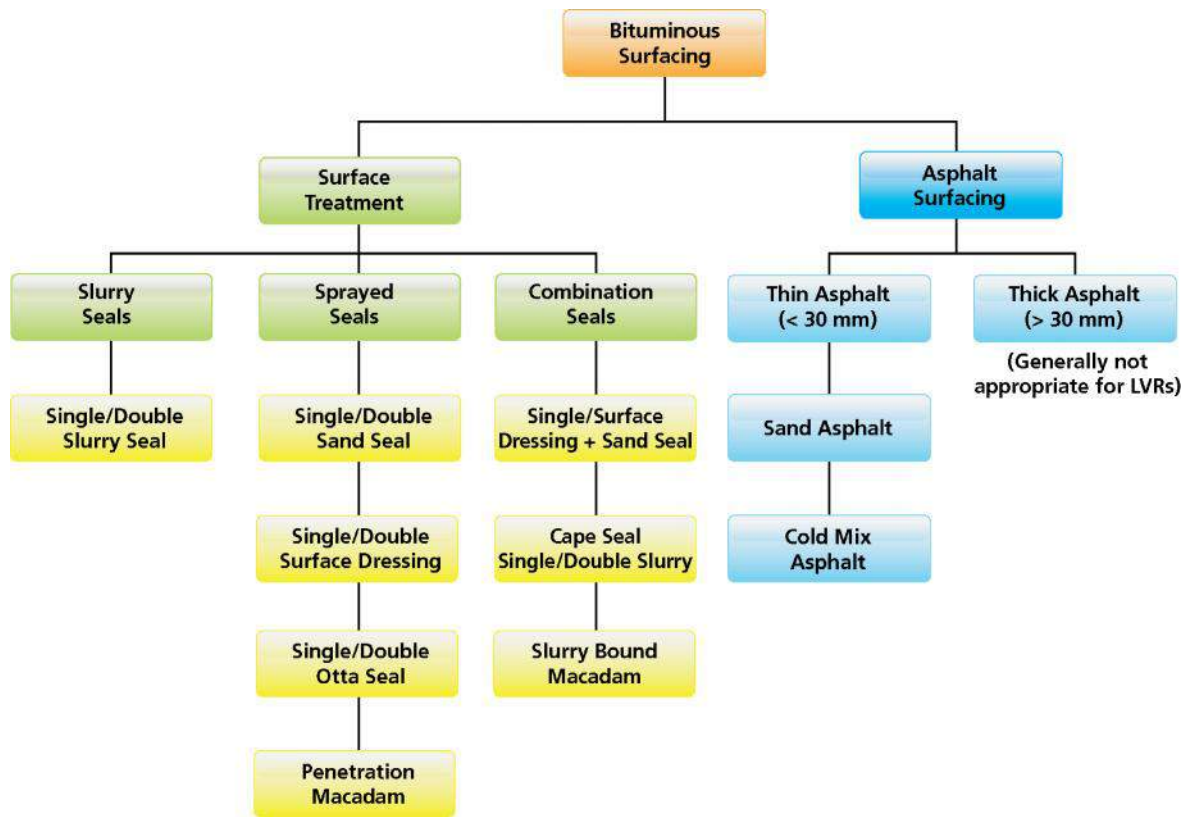 Bituminous
Surfacing
Surface
Treatment
Asphalt
Surfacing
Slurry
Seals
Sprayed
Seals
Combination
Seals
Thin Asphalt
(< 30 mm)
Thick Asphalt
(> 30 mm)
(Generally not
appropriate for LVRs)
Single/Double
Slurry Seal
Single/Double
Sand Seal
Single/Surface
Dressing + Sand Seal
Sand Asphalt
Single/Double
Surface Dressing
Cape Seal
Single/Double Slurry
Cold Mix
Asphalt
Single/Double
Otta Seal
Slurry Bound
Macadam
Penetration
Macadam